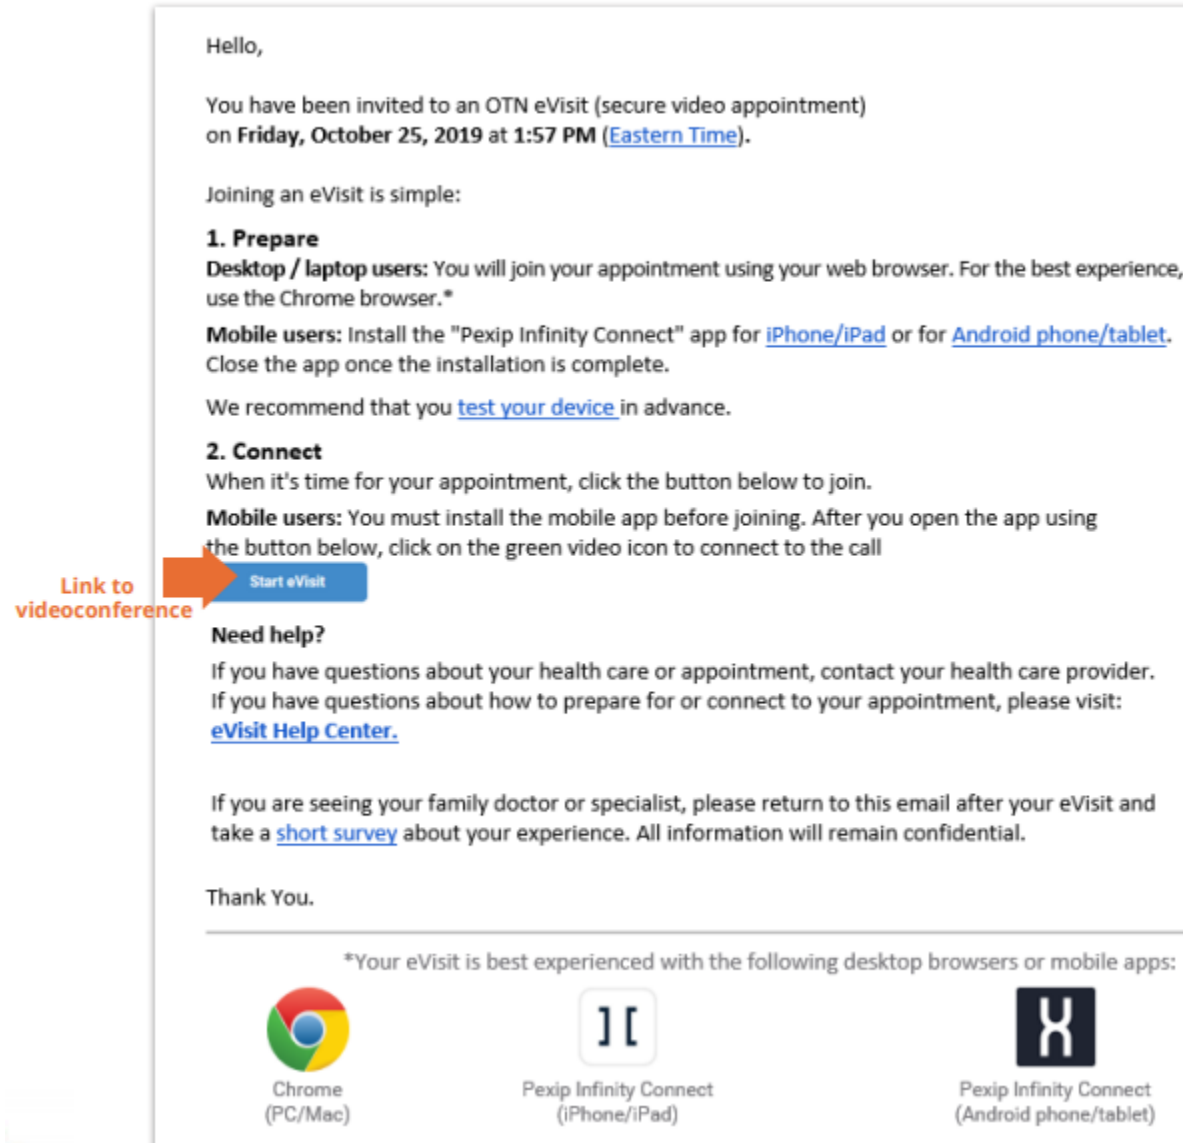 Hello,
You have been invited to an OTN eVisit (secure video appointment)
on Friday, October 25, 2019 at 1:57 PM (Eastern Time).
Joining an eVisit is simple:
1. Prepare
Desktop / laptop users: You will join your appointment using your web browser. For the best experience,
use the Chrome browser.*
Mobile users: Install the "Pexip Infinity Connect" app for iPhone/iPad or for Android phone/tablet.
Close the app once the installation is complete.
We recommend that you test your device in advance.
2. Connect
When it's time for your appointment, click the button below to join.
Mobile users: You must install the mobile app before joining. After you open the app using
the button below, click on the green video icon to connect to the call
Link to
videoconference
Start eVisit
Need help?
If you have questions about your health care or appointment, contact your health care provider.
If you have questions about how to prepare for or connect to your appointment, please visit:
eVisit Help Center.
If you are seeing your family doctor or specialist, please return to this email after your eVisit and
take a short survey about your experience. All information will remain confidential.
Thank You.
*Your eVisit is best experienced with the following desktop browsers or mobile apps:
Chrome
(PC/Mac)
Pexip Infinity Connect
(iPhone/iPad)
Pexip Infinity Connect
(Android phone/tablet)